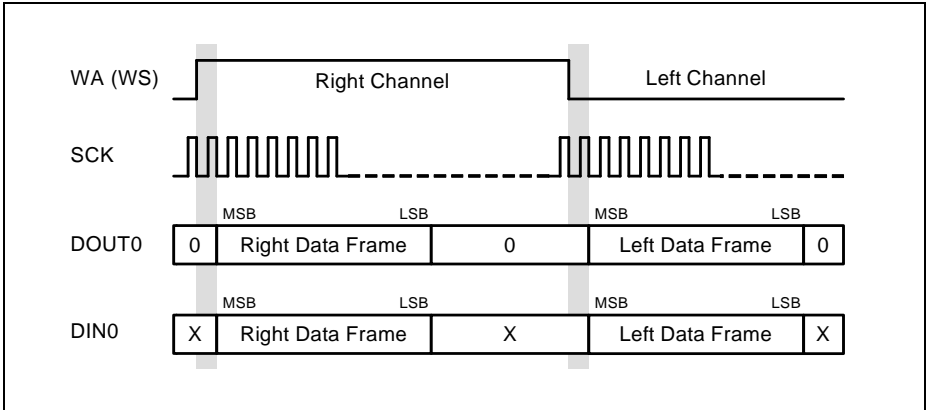 WA (WS) Right Channel Left Channel
SCK
MSB LSB MSB LSB
DOUT0 0 Right Data Frame 0 Left Data Frame 0
MSB LSB MSB LSB
DIN0 X Right Data Frame X Left Data Frame X